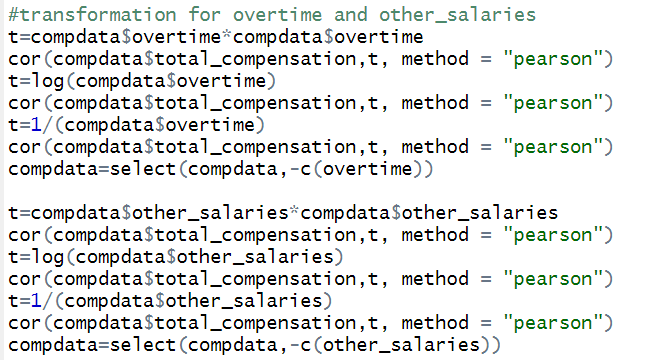 #transformation for overtime and other_salaries
t=compdata$overtime*compdata$overtime
cor(compdata$total_compensation,t, method = "pearson")
t=log(compdata$overtime)
cor(compdata$total_compensation,t, method = "pearson")
t=1/(compdata$overtime)
cor(compdata$total_compensation,t, method = "pearson")
compdata=select(compdata,-c(overtime))

t=compdata$other_salaries*compdata$other_salaries
cor(compdata$total_compensation,t, method = "pearson")
t=log(compdata$other_salaries)
cor(compdata$total_compensation,t, method = "pearson")
t=1/(compdata$other_salaries)
cor(compdata$total_compensation,t, method = "pearson")
compdata=select(compdata,-c(other_salaries))